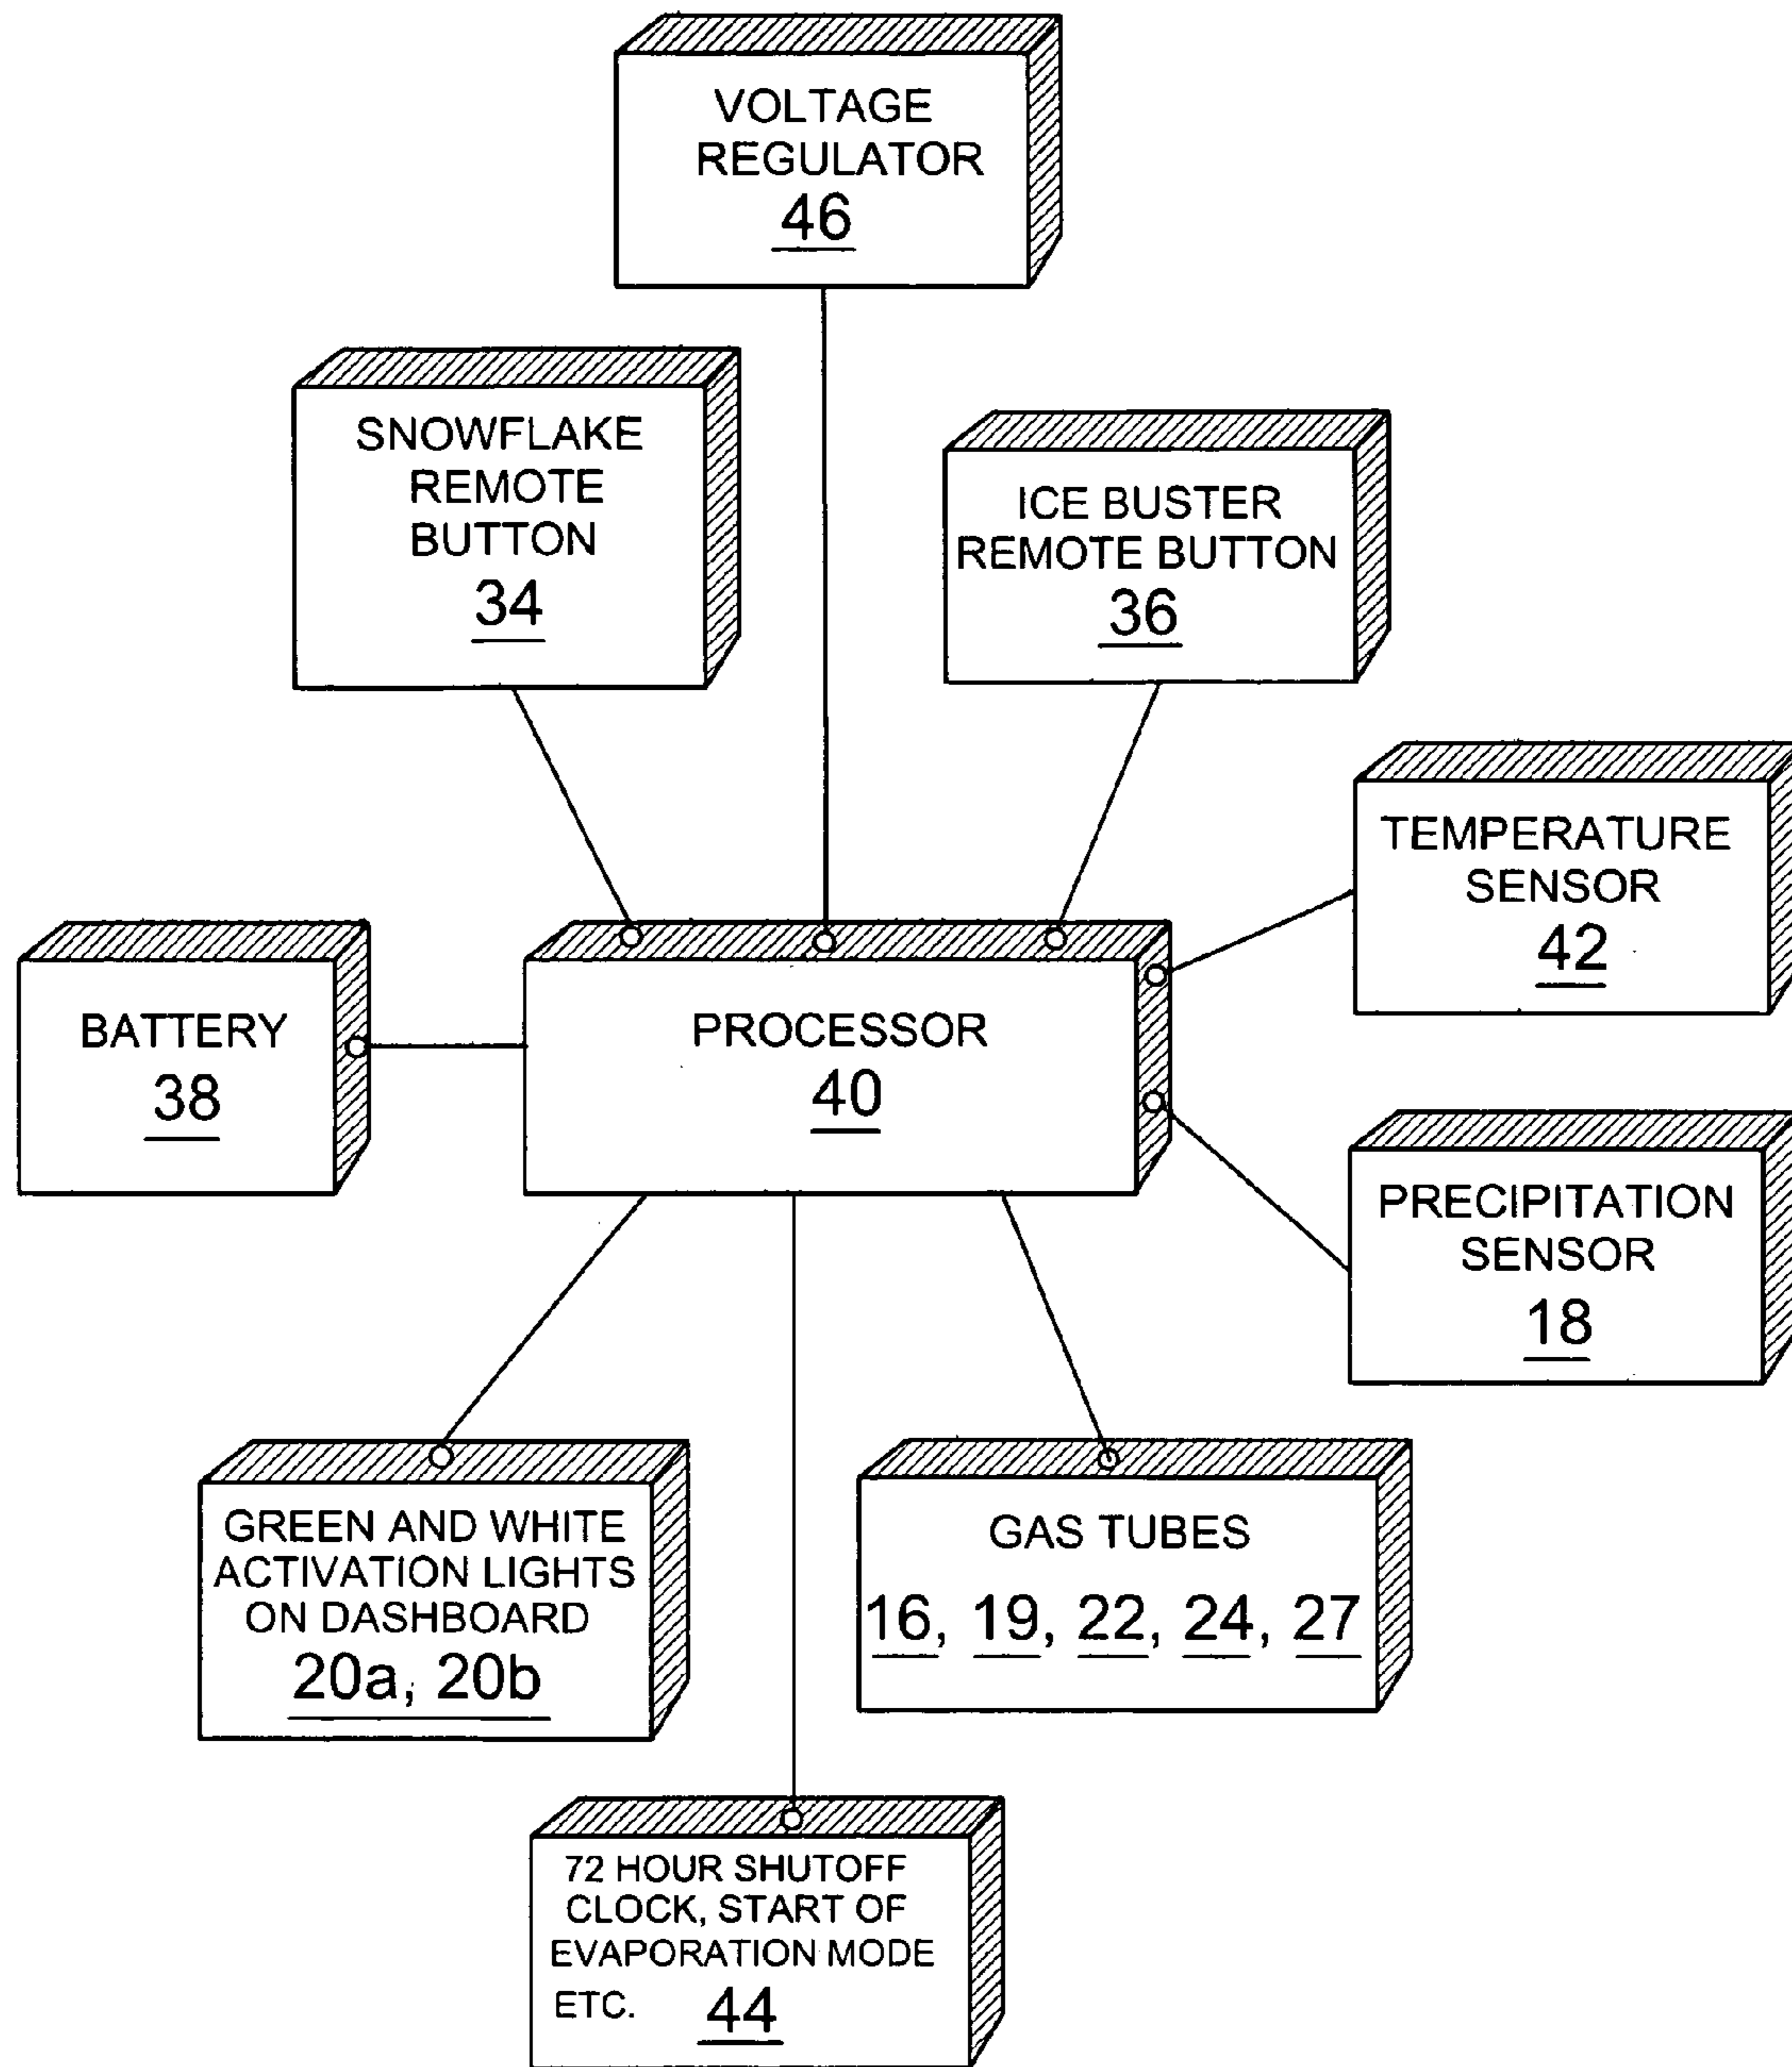 VOLTAGE
REGULATOR
46
SNOWFLAKE
REMOTE
BUTTON
34
ICE BUSTER
REMOTE BUTTON
36
TEMPERATURE
SENSOR
42
BATTERY
38
PROCESSOR
40
PRECIPITATION
SENSOR
18
GREEN AND WHITE
ACTIVATION LIGHTS
ON DASHBOARD
20a, 20b
GAS TUBES
16, 19, 22, 24, 27
72 HOUR SHUTOFF
CLOCK, START OF
EVAPORATION MODE
ETC. 44